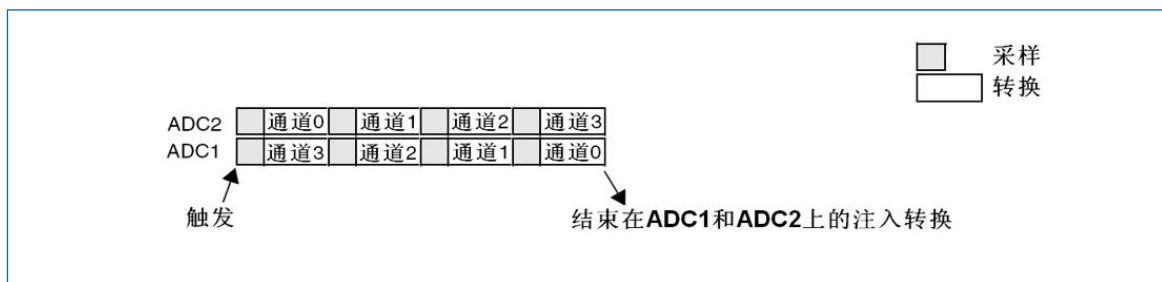 采样
转换
ADC2 通道0 通道1 通道2 通道3
ADC1 通道3 通道2 通道1 通道0
触发
结束在ADC1和ADC2上的注入转换